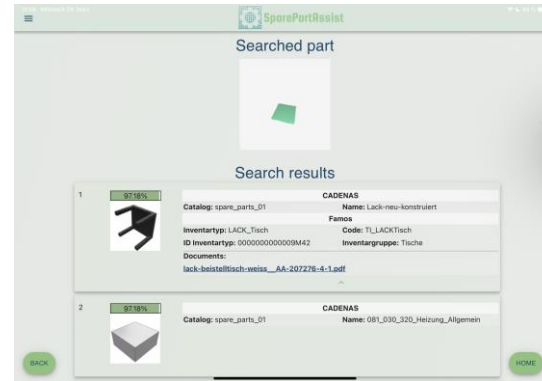 SparePartAssist
Searched part
Search results
1
97.18%
CADENAS
Catalog: spare_parts_01 Name: Lack-neu-konstruiert
Famos
Inventartyp: LACK_Tisch Code: TI_LACKTisch
ID Inventartyp: 0000000000009M42 Inventargruppe: Tische
Documents:
lack-beistelltisch-weiss__AA-207276-4-1.pdf
2
97.18%
CADENAS
Catalog: spare_parts_01 Name: 081_030_320_Heizung_Allgemein
BACK
HOME